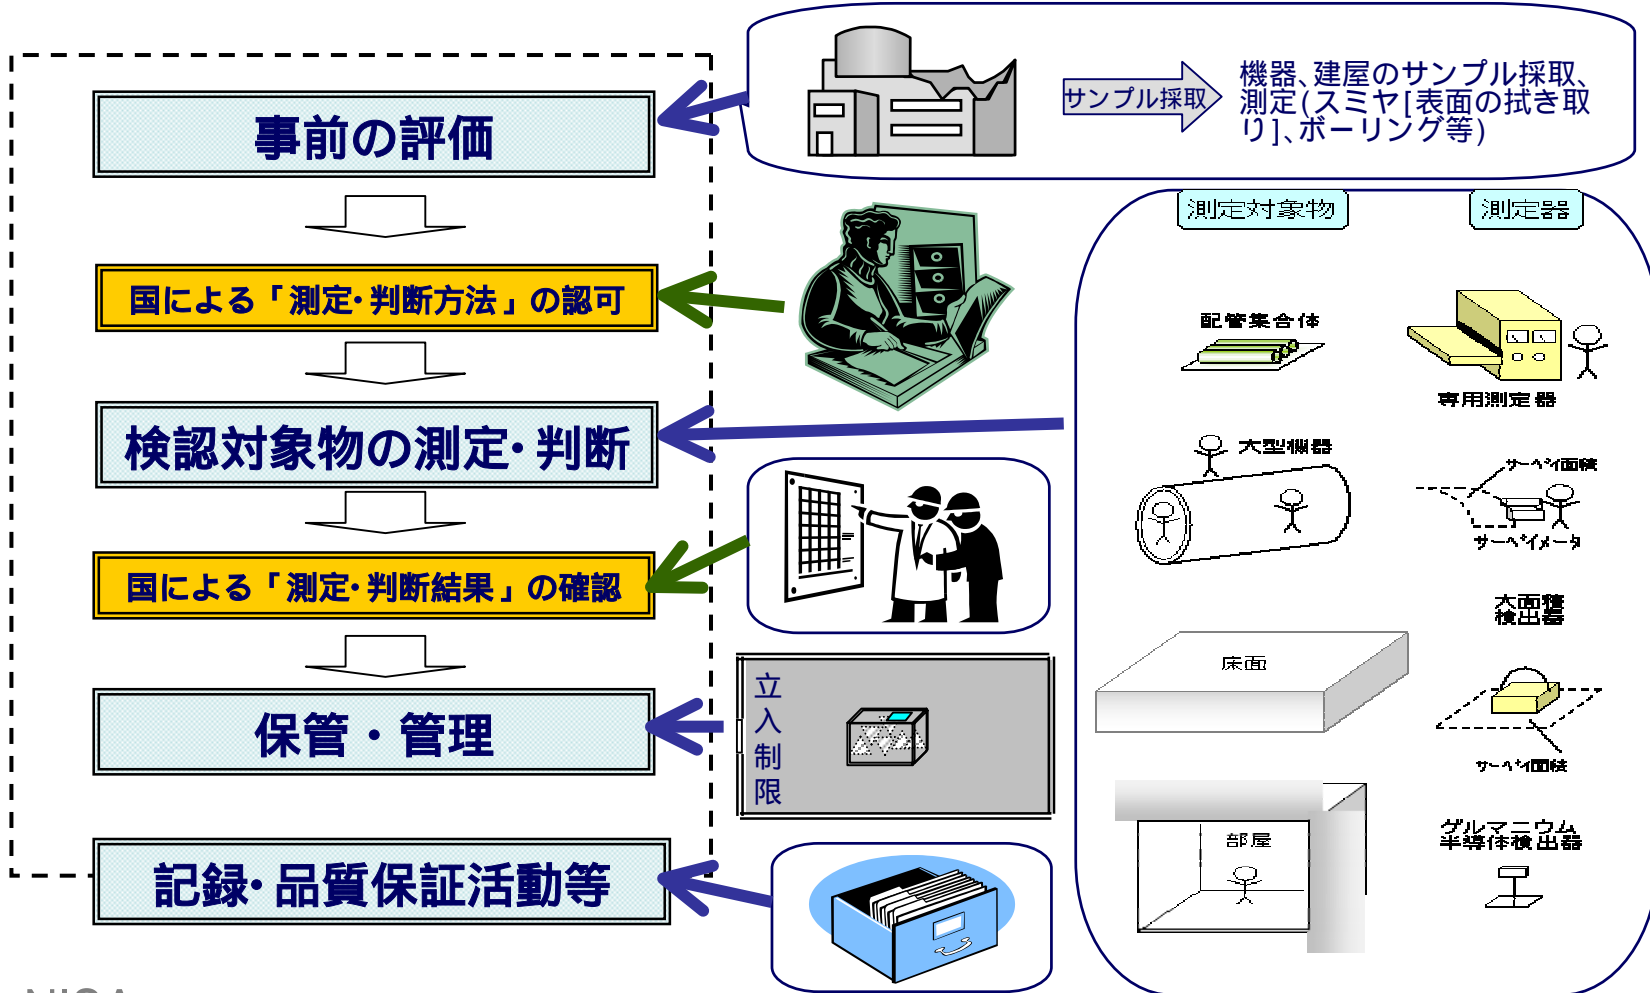 事前の評価
国による「測定・判断方法」の認可
検認対象物の測定・判断
国による「測定・判断結果」の確認
保管・管理
記録・品質保証活動等
サンプル採取
機器、建屋のサンプル採取、
測定(スミヤ[表面の拭き取
り]、ボーリング等)
立
入
制
限
測定対象物
測定器
配管集合体
専用測定器
大型機器
サーベイ面積
サーベイメータ
床面
大面積
検出器
サーベイ面積
部屋
ゲルマニウム
半導体検出器